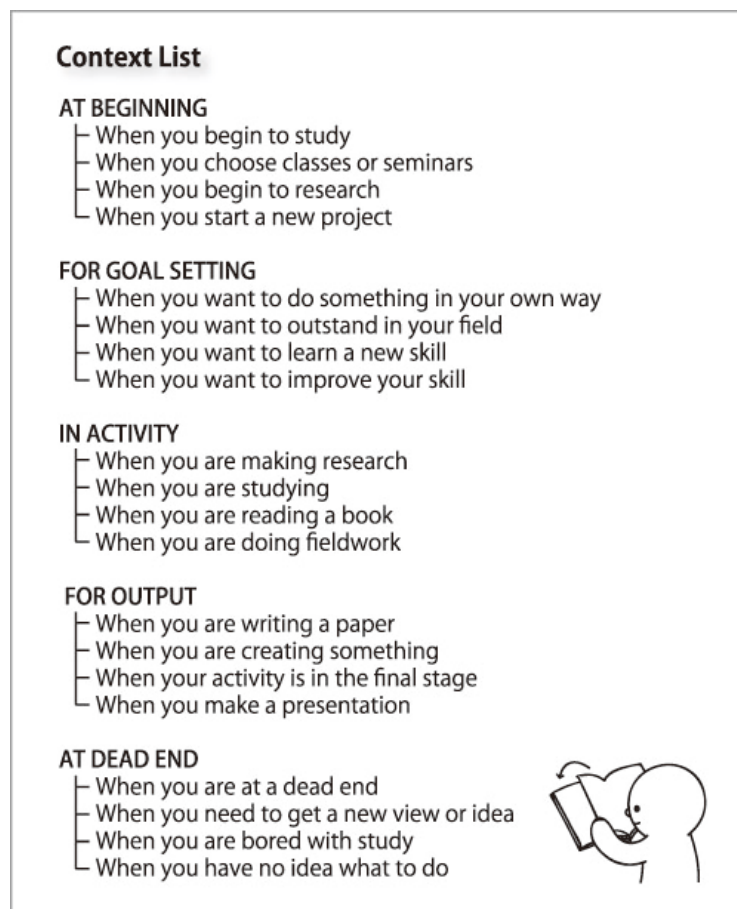 Context List
AT BEGINNING
When you begin to study
When you choose classes or seminars
When you begin to research
When you start a new project
FOR GOAL SETTING
When you want to do something in your own way
When you want to outstand in your field
When you want to learn a new skill
When you want to improve your skill
IN ACTIVITY
When you are making research
When you are studying
When you are reading a book
When you are doing fieldwork
FOR OUTPUT
When you are writing a paper
When you are creating something
When your activity is in the final stage
When you make a presentation
AT DEAD END
When you are at a dead end
When you need to get a new view or idea
When you are bored with study
When you have no idea what to do